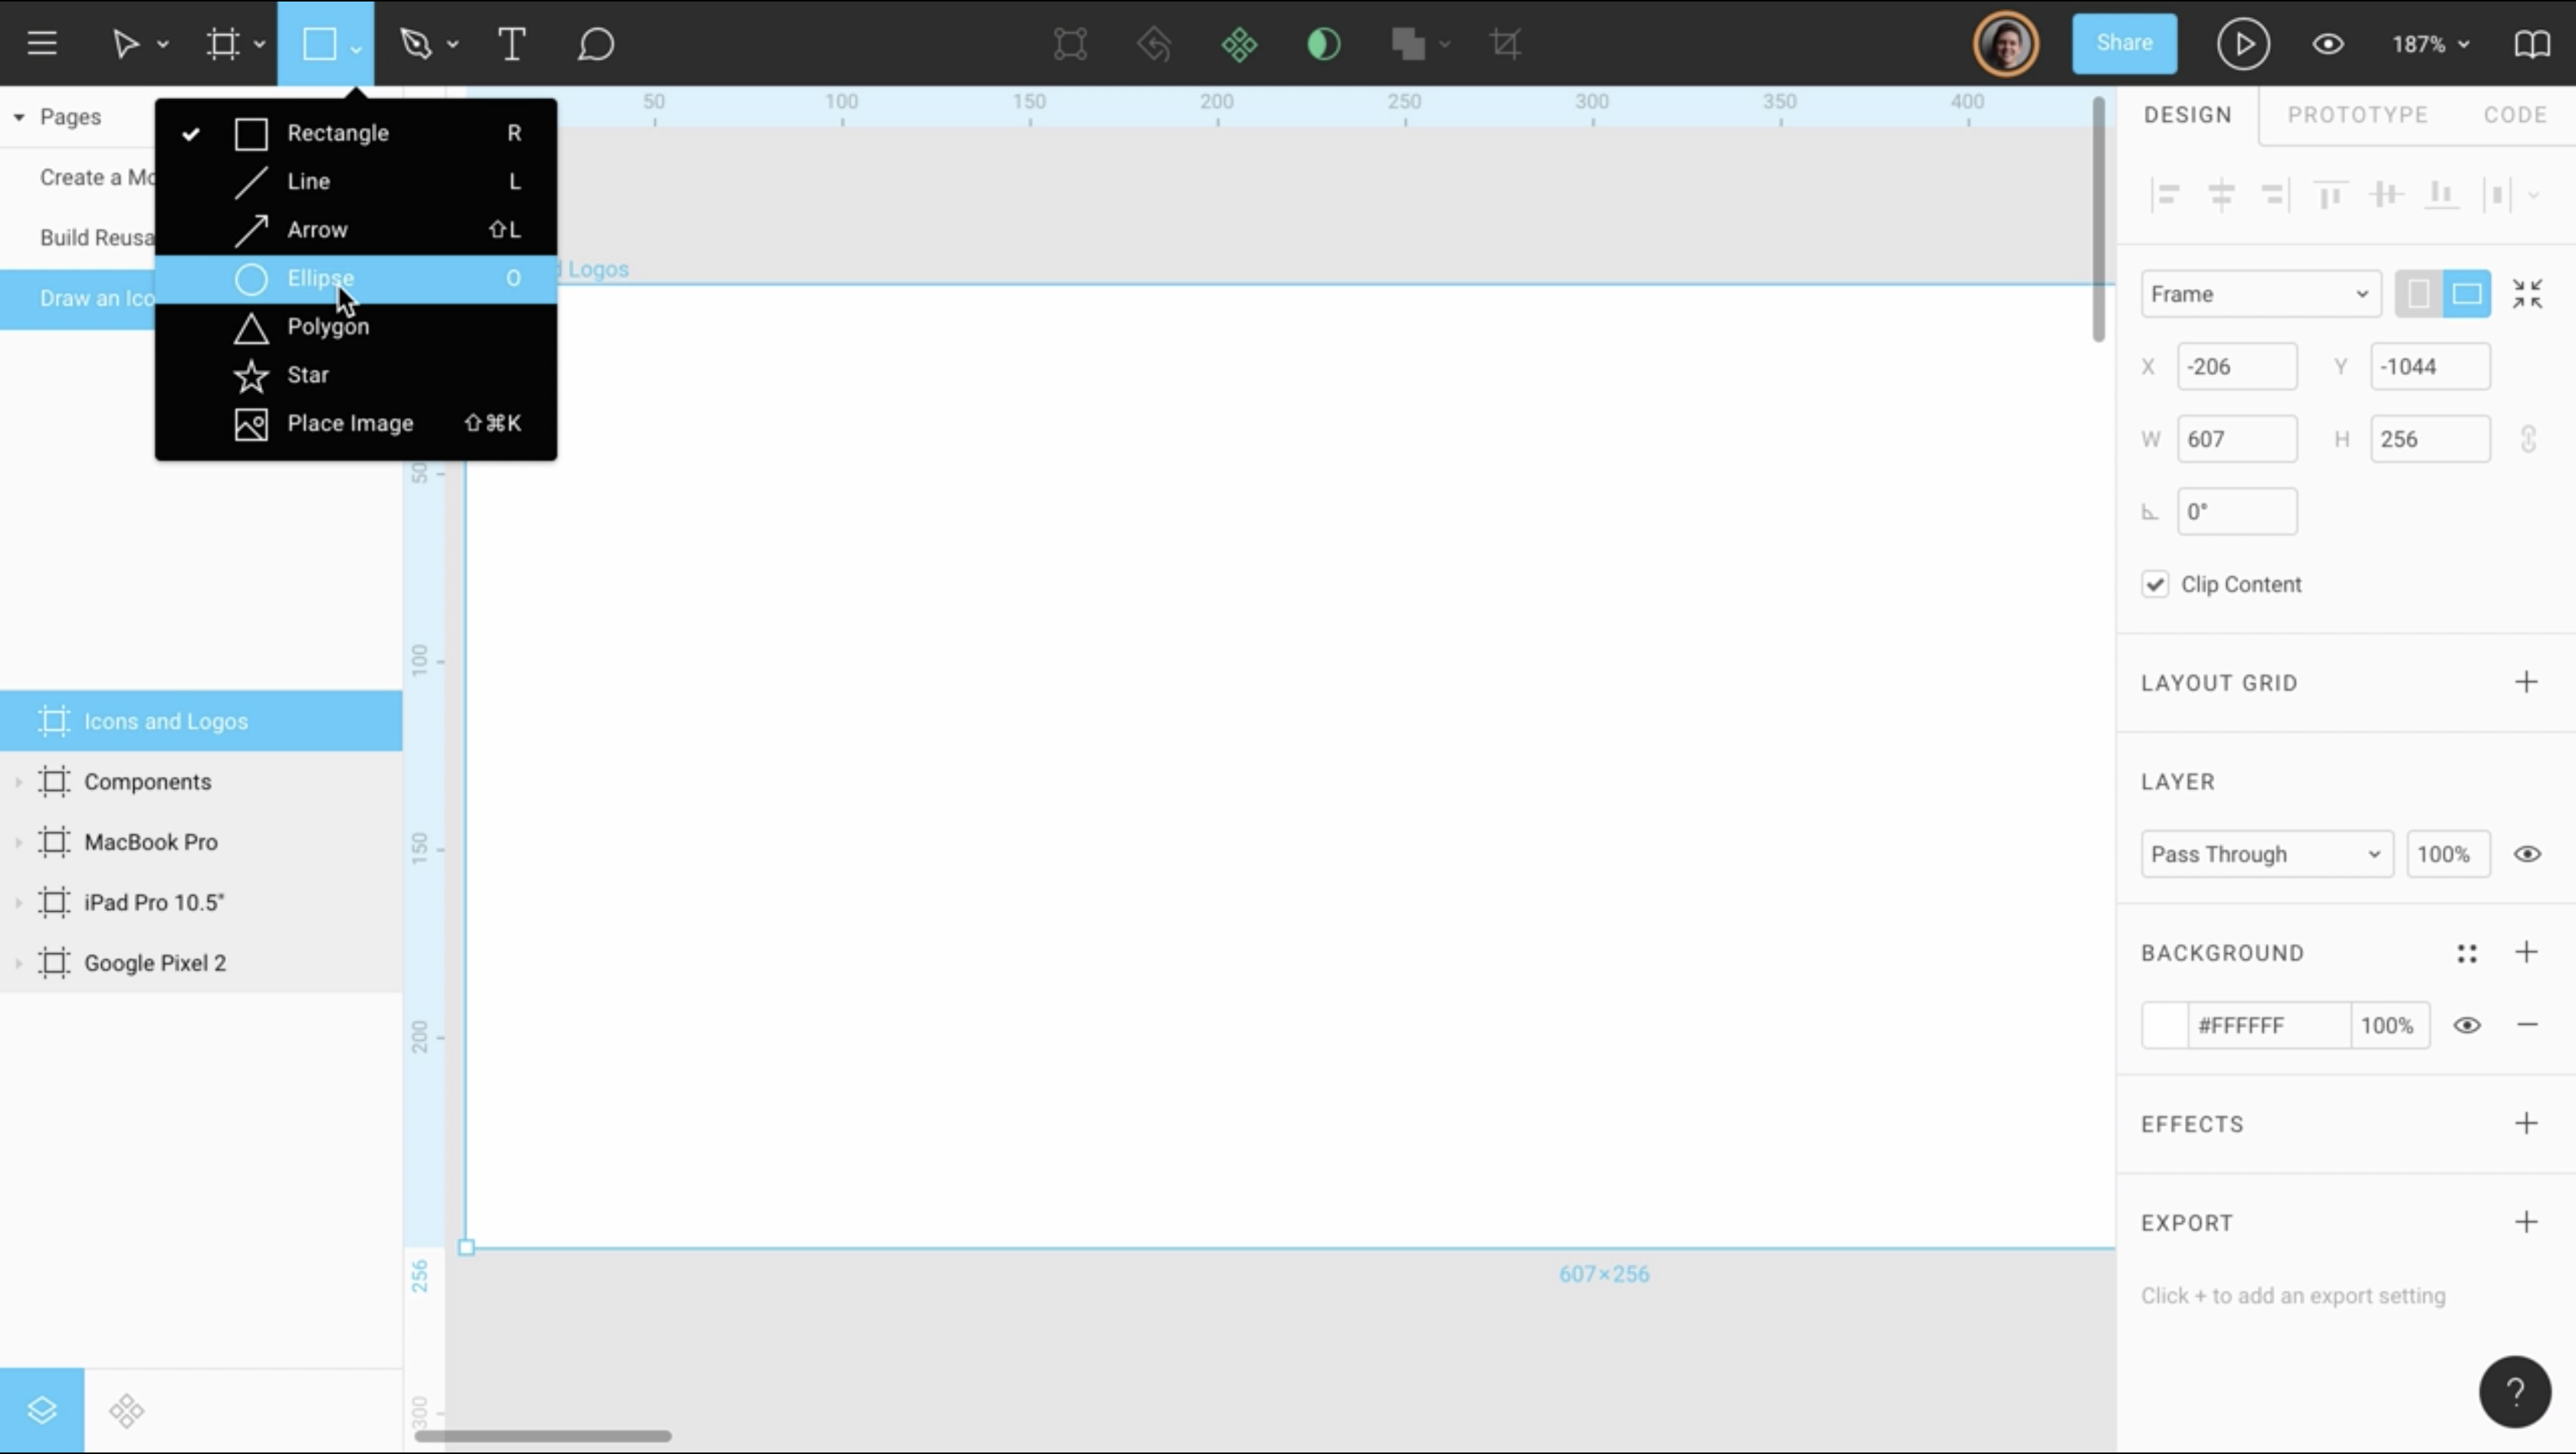 T
Share
187%
Pages
Create a Mo
Build Reusa
Draw an Ico
Rectangle R
Line L
Arrow ⇧L
Ellipse O
Polygon
Star
Place Image ⇧⌘K
50 100 150 200 250 300 350 400
d Logos
50
100
150
200
256
300
607×256
Icons and Logos
Components
MacBook Pro
iPad Pro 10.5"
Google Pixel 2
DESIGN PROTOTYPE CODE
Frame
X -206 Y -1044
W 607 H 256
0°
Clip Content
LAYOUT GRID
LAYER
Pass Through 100%
BACKGROUND
#FFFFFF 100%
EFFECTS
EXPORT
Click + to add an export setting
?